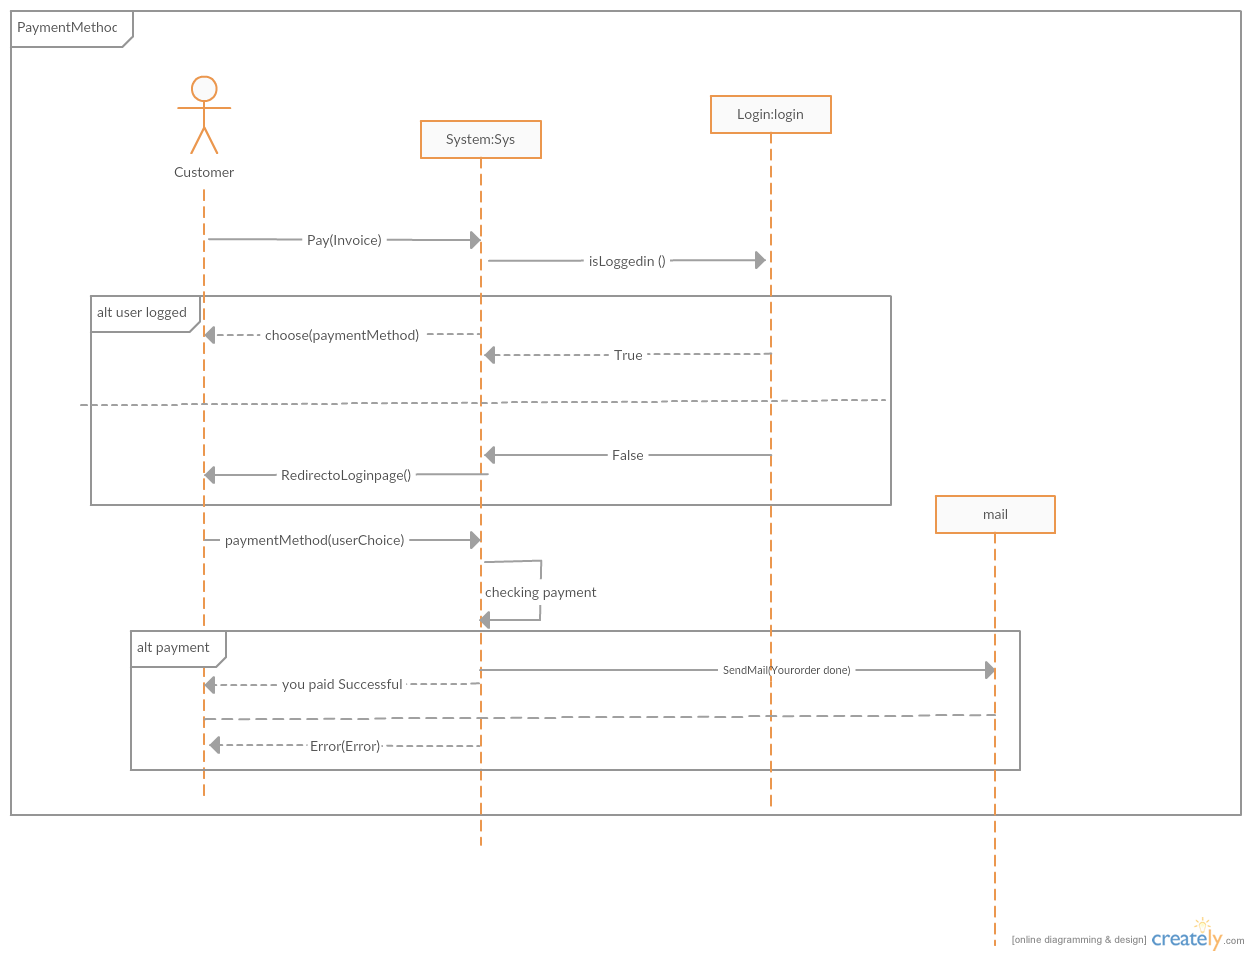 PaymentMethoc
Customer
System:Sys
Login:login
Pay(Invoice)
isLoggedin ()
alt user logged
choose(paymentMethod)
True
False
RedirectoLoginpage()
mail
paymentMethod(userChoice)
checking payment
alt payment
SendMail(Yourorder done)
you paid Successful
Error(Error)
[online diagramming & design] creately.com